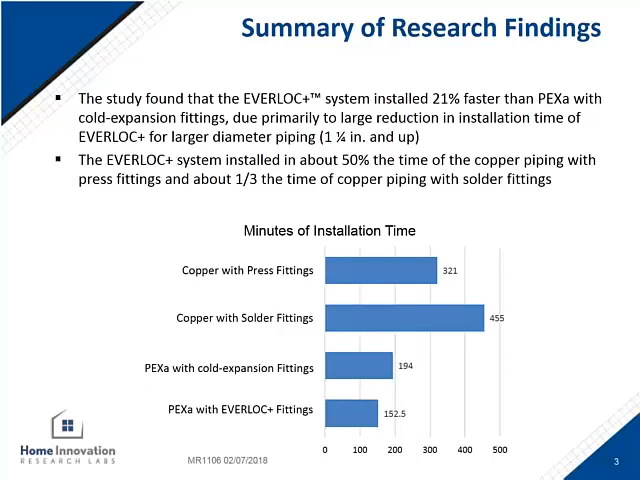 Summary of Research Findings
▪ The study found that the EVERLOC+™ system installed 21% faster than PEXa with
cold-expansion fittings, due primarily to large reduction in installation time of
EVERLOC+ for larger diameter piping (1 ¼ in. and up)
▪ The EVERLOC+ system installed in about 50% the time of the copper piping with
press fittings and about 1/3 the time of copper piping with solder fittings
Minutes of Installation Time
Copper with Press Fittings 321
Copper with Solder Fittings 455
PEXa with cold-expansion Fittings 194
PEXa with EVERLOC+ Fittings 152.5
0 100 200 300 400 500
Home Innovation
RESEARCH LABS
MR1106 02/07/2018
3